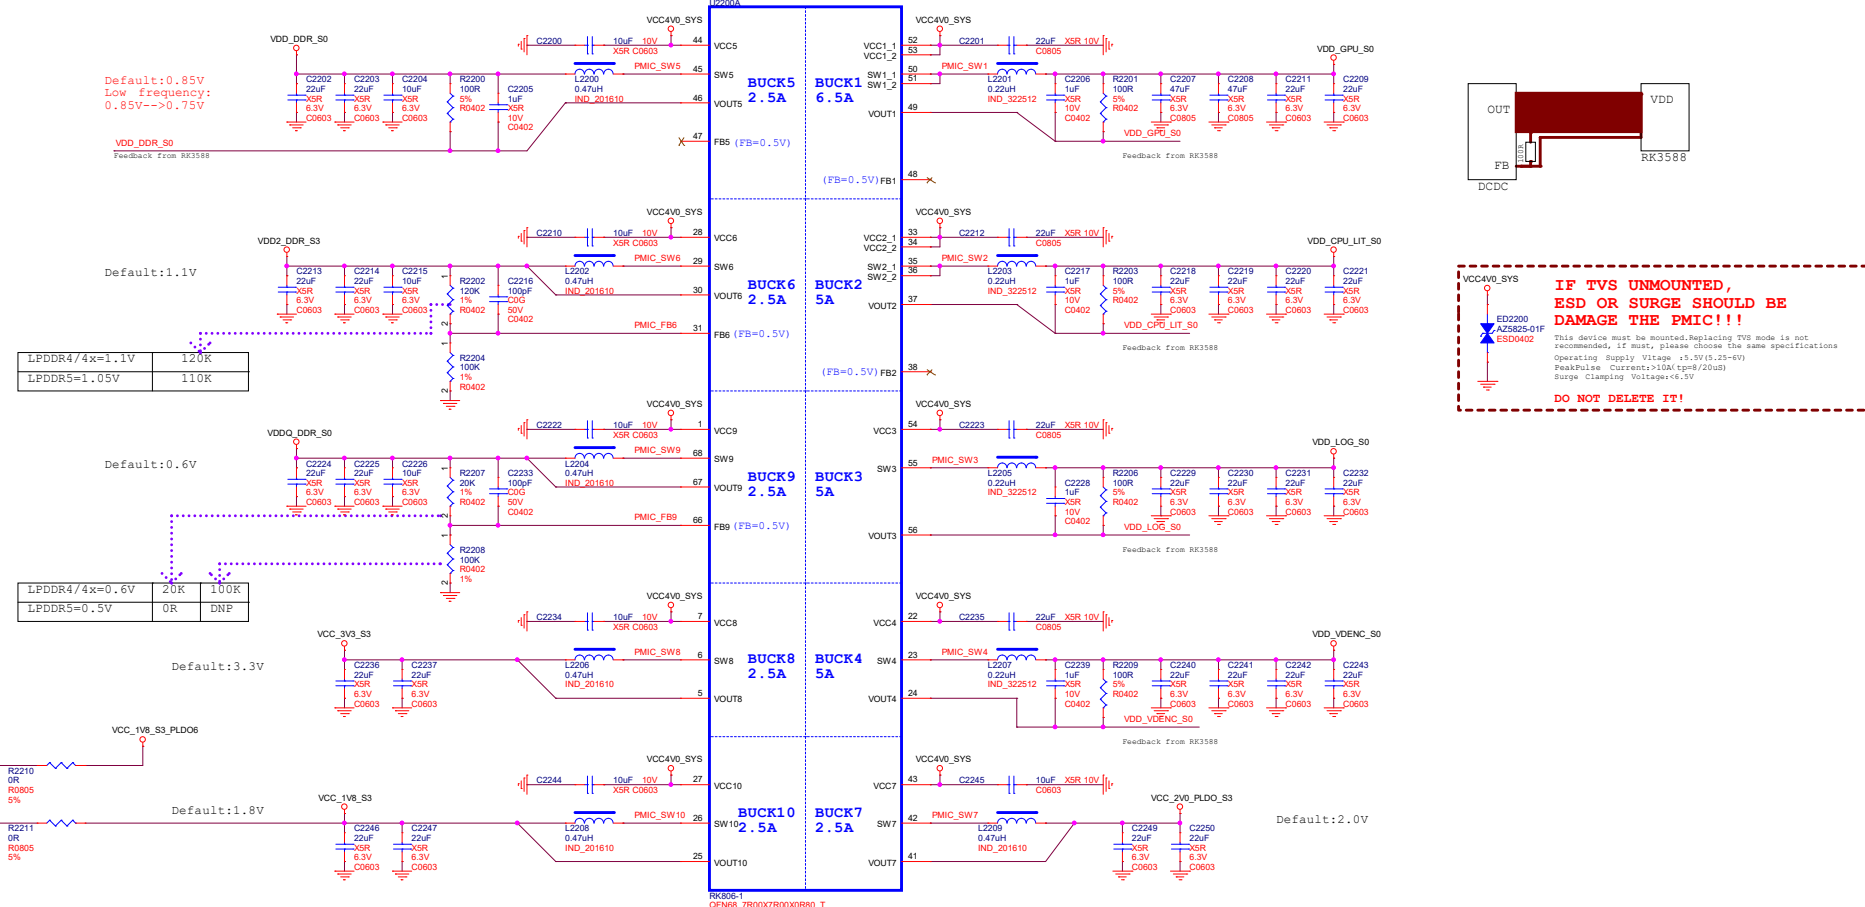 U2200A
VCC4V0_SYS
C2200
10uF 10V
X5R C0603
44
VCC5
VDD_DDR_S0
Default:0.85V
Low frequency:
0.85V-->0.75V
C2202
22uF
X5R
6.3V
C0603
C2203
22uF
X5R
6.3V
C0603
C2204
10uF
X5R
6.3V
C0603
R2200
100R
5%
R0402
C2205
1uF
X5R
10V
C0402
L2200
0.47uH
IND_201610
PMIC_SW5
45
SW5
46
VOUT5
47
FB5 (FB=0.5V)
VDD_DDR_S0
Feedback from RK3588
BUCK5
2.5A
BUCK1
6.5A
VCC4V0_SYS
52
53
VCC1_1
VCC1_2
C2201
22uF X5R 10V
C0805
50
51
SW1_1
SW1_2
PMIC_SW1
L2201
0.22uH
IND_322512
C2206
1uF
X5R
10V
C0402
R2201
100R
5%
R0402
C2207
47uF
X5R
6.3V
C0805
C2208
47uF
X5R
6.3V
C0805
C2211
22uF
X5R
6.3V
C0603
C2209
22uF
X5R
6.3V
C0603
VDD_GPU_S0
49
VOUT1
VDD_GPU_S0
Feedback from RK3588
48
(FB=0.5V) FB1
OUT
VDD
100R
FB
DCDC
RK3588
VCC4V0_SYS
C2210
10uF 10V
X5R C0603
28
VCC6
VDD2_DDR_S3
Default:1.1V
C2213
22uF
X5R
6.3V
C0603
C2214
22uF
X5R
6.3V
C0603
C2215
10uF
X5R
6.3V
C0603
1
R2202
120K
1%
R0402
2
C2216
100pF
C0G
50V
C0402
L2202
0.47uH
IND_201610
PMIC_SW6
29
SW6
30
VOUT6
PMIC_FB6
31
FB6 (FB=0.5V)
1
R2204
100K
1%
R0402
2
LPDDR4/4x=1.1V 120K
LPDDR5=1.05V 110K
BUCK6
2.5A
BUCK2
5A
VCC4V0_SYS
33
34
VCC2_1
VCC2_2
C2212
22uF X5R 10V
C0805
35
36
SW2_1
SW2_2
PMIC_SW2
L2203
0.22uH
IND_322512
C2217
1uF
X5R
10V
C0402
R2203
100R
5%
R0402
C2218
22uF
X5R
6.3V
C0603
C2219
22uF
X5R
6.3V
C0603
C2220
22uF
X5R
6.3V
C0603
C2221
22uF
X5R
6.3V
C0603
VDD_CPU_LIT_S0
37
VOUT2
VDD_CPU_LIT_S0
Feedback from RK3588
38
(FB=0.5V) FB2
VCC4V0_SYS
ED2200
AZ5825-01F
ESD0402
IF TVS UNMOUNTED,
ESD OR SURGE SHOULD BE
DAMAGE THE PMIC!!!
This device must be mounted.Replacing TVS mode is not
recommended, if must, please choose the same specifications
Operating Supply Vltage :5.5V(5.25~6V)
PeakPulse Current:>10A(tp=8/20uS)
Surge Clamping Voltage:<6.5V
DO NOT DELETE IT!
VCC4V0_SYS
C2222
10uF 10V
X5R C0603
1
VCC9
VDDQ_DDR_S0
Default:0.6V
C2224
22uF
X5R
6.3V
C0603
C2225
22uF
X5R
6.3V
C0603
C2226
10uF
X5R
6.3V
C0603
1
R2207
20K
1%
R0402
2
C2233
100pF
C0G
50V
C0402
L2204
0.47uH
IND_201610
PMIC_SW9
68
SW9
67
VOUT9
PMIC_FB9
66
FB9 (FB=0.5V)
1
R2208
100K
R0402
1%
2
LPDDR4/4x=0.6V 20K 100K
LPDDR5=0.5V 0R DNP
BUCK9
2.5A
BUCK3
5A
VCC4V0_SYS
54
VCC3
C2223
22uF X5R 10V
C0805
55
SW3
PMIC_SW3
L2205
0.22uH
IND_322512
C2228
1uF
X5R
10V
C0402
R2206
100R
5%
R0402
C2229
22uF
X5R
6.3V
C0603
C2230
22uF
X5R
6.3V
C0603
C2231
22uF
X5R
6.3V
C0603
C2232
22uF
X5R
6.3V
C0603
VDD_LOG_S0
56
VOUT3
VDD_LOG_S0
Feedback from RK3588
VCC4V0_SYS
C2234
10uF 10V
X5R C0603
7
VCC8
VCC_3V3_S3
Default:3.3V
C2236
22uF
X5R
6.3V
C0603
C2237
22uF
X5R
6.3V
C0603
L2206
0.47uH
IND_201610
PMIC_SW8
6
SW8
5
VOUT8
BUCK8
2.5A
BUCK4
5A
VCC4V0_SYS
22
VCC4
C2235
22uF X5R 10V
C0805
23
SW4
PMIC_SW4
L2207
0.22uH
IND_322512
C2239
1uF
X5R
10V
C0402
R2209
100R
5%
R0402
C2240
22uF
X5R
6.3V
C0603
C2241
22uF
X5R
6.3V
C0603
C2242
22uF
X5R
6.3V
C0603
C2243
22uF
X5R
6.3V
C0603
VDD_VDENC_S0
24
VOUT4
VDD_VDENC_S0
Feedback from RK3588
VCC_1V8_S3_PLDO6
R2210
0R
R0805
5%
R2211
0R
R0805
5%
VCC4V0_SYS
C2244
10uF 10V
X5R C0603
27
VCC10
Default:1.8V
VCC_1V8_S3
C2246
22uF
X5R
6.3V
C0603
C2247
22uF
X5R
6.3V
C0603
L2208
0.47uH
IND_201610
PMIC_SW10
26
SW10
25
VOUT10
BUCK10
2.5A
BUCK7
2.5A
VCC4V0_SYS
43
VCC7
C2245
10uF X5R 10V
C0603
42
SW7
PMIC_SW7
L2209
0.47uH
IND_201610
C2249
22uF
X5R
6.3V
C0603
C2250
22uF
X5R
6.3V
C0603
VCC_2V0_PLDO_S3
Default:2.0V
41
VOUT7
RK806-1
QFN68_7R00X7R00X0R80_T